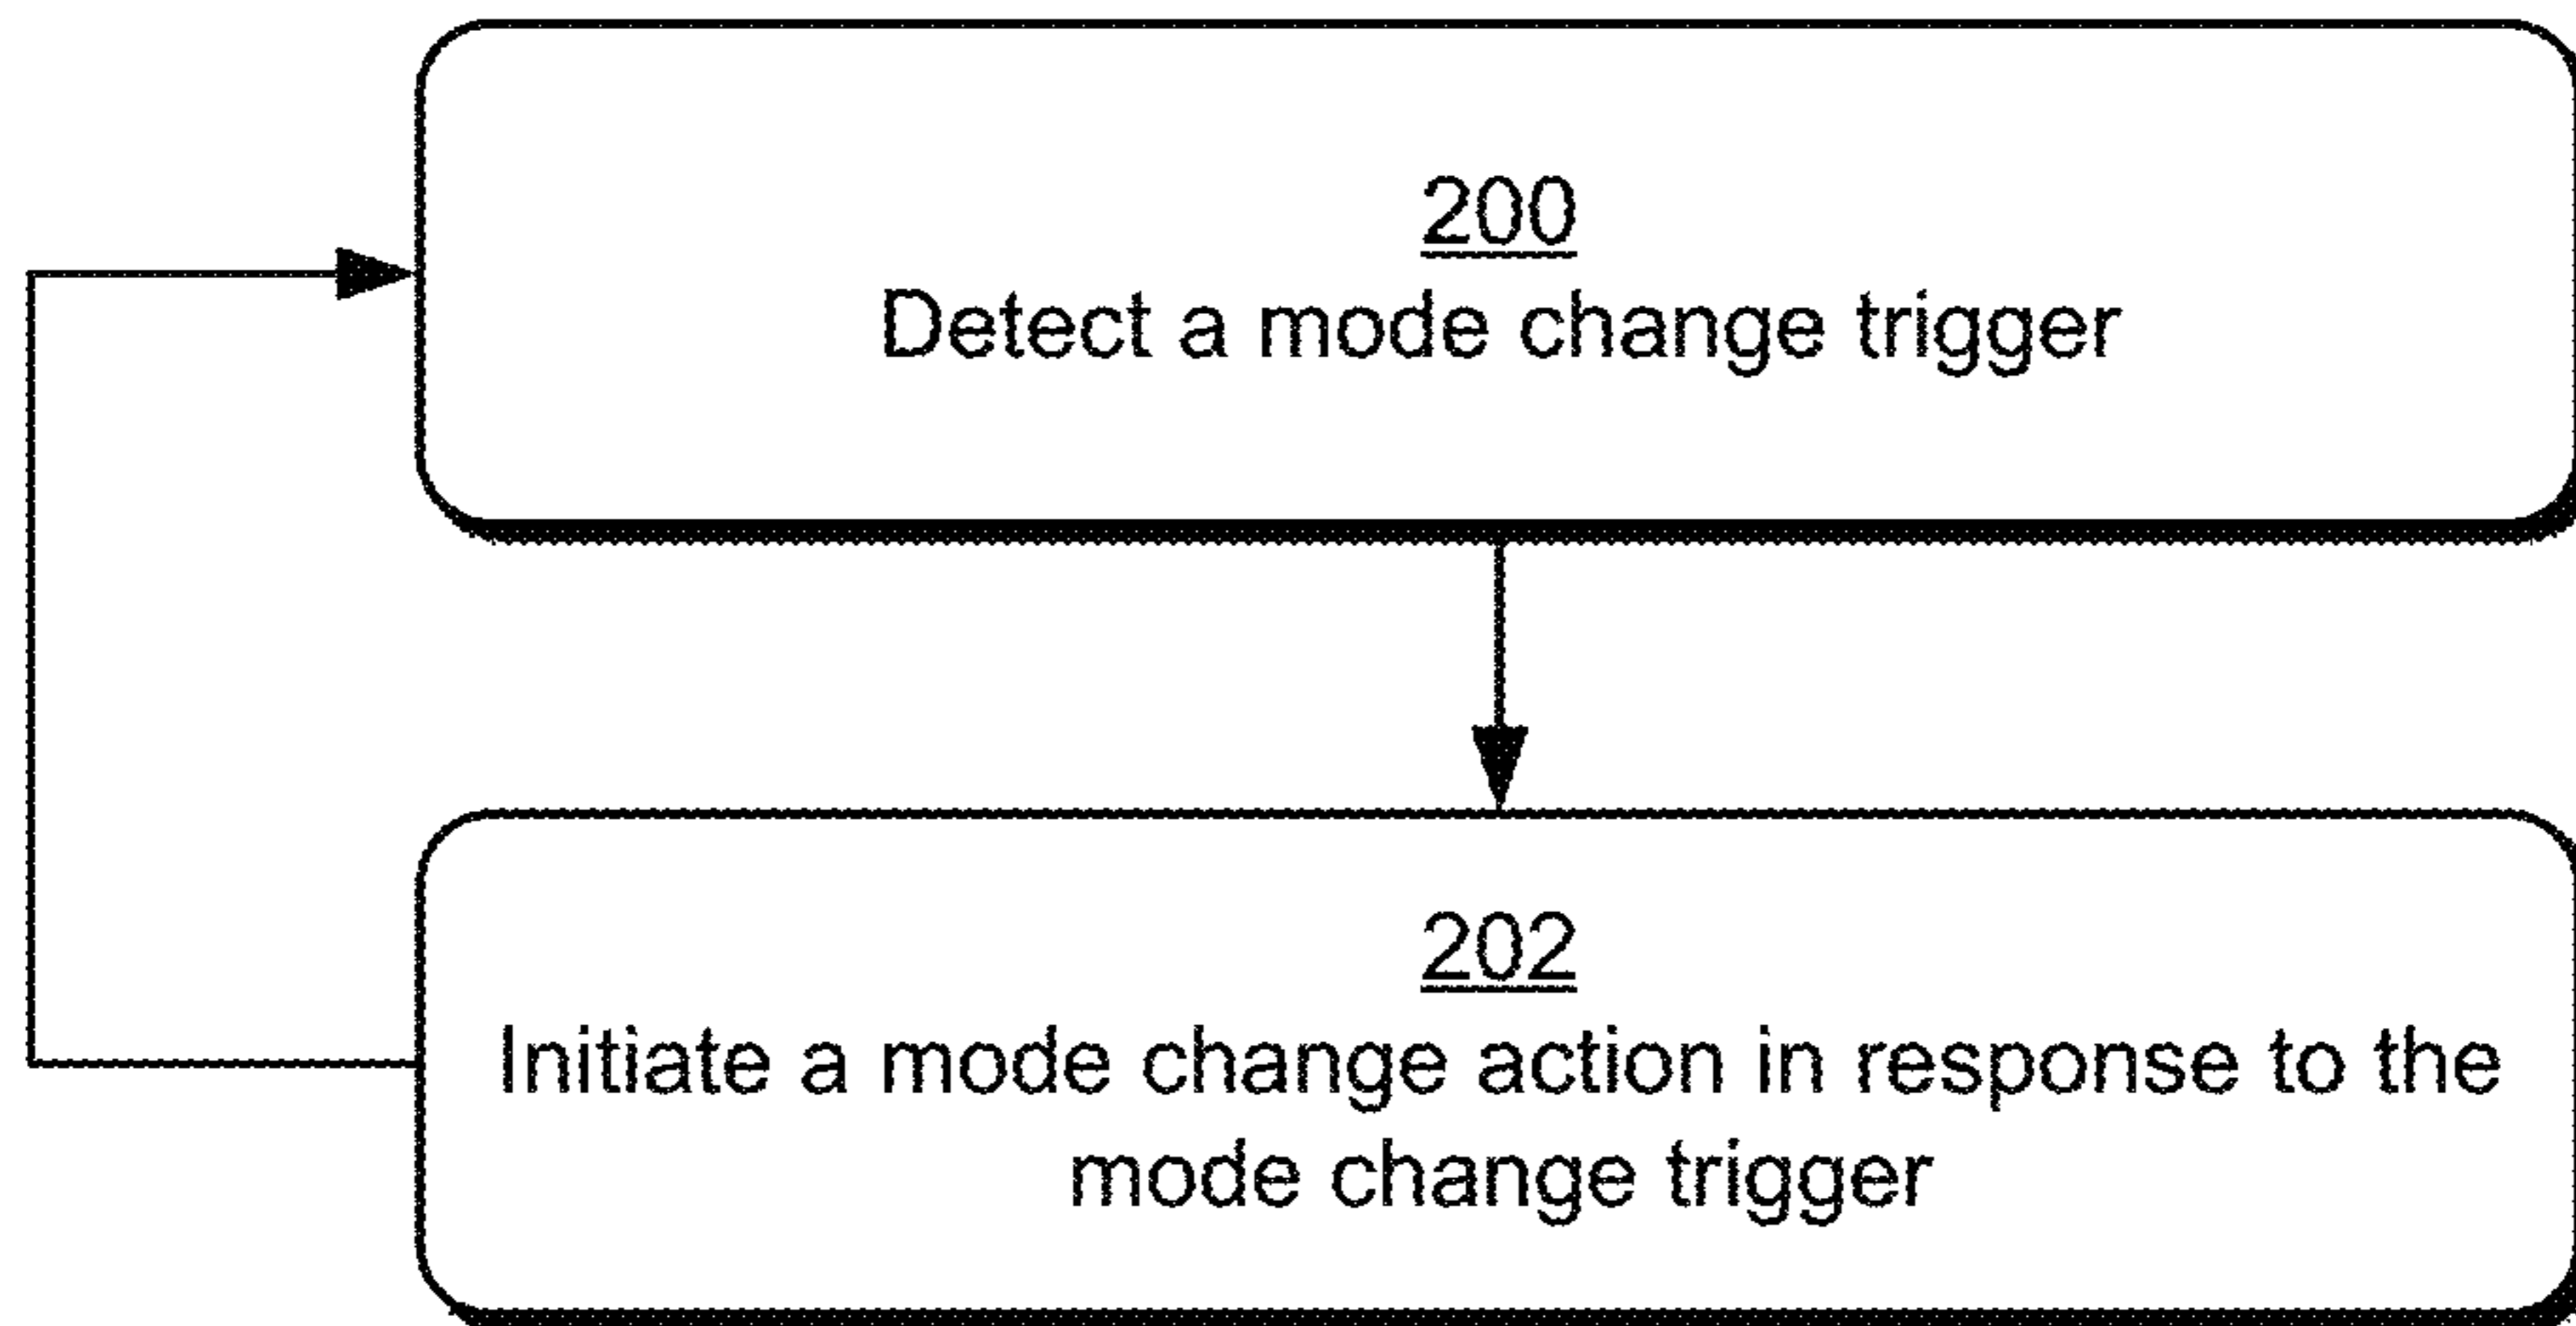 200
Detect a mode change trigger
202
Initiate a mode change action in response to the
mode change trigger